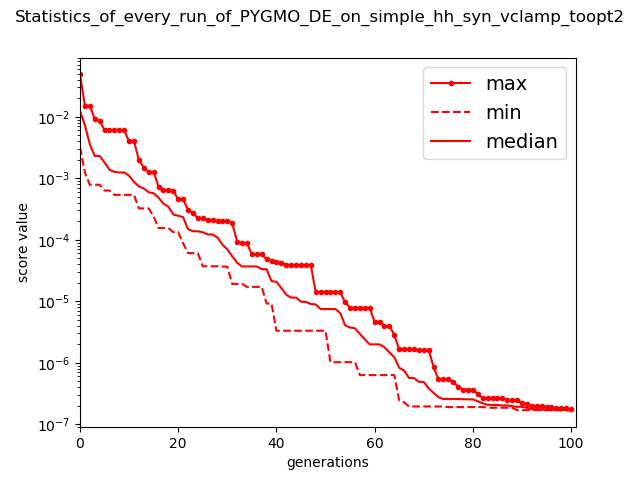 Statistics_of_every_run_of_PYGMO_DE_on_simple_hh_syn_vclamp_toopt2
max
min
median
score value
10⁻²
10⁻³
10⁻⁴
10⁻⁵
10⁻⁶
10⁻⁷
0 20 40 60 80 100
generations